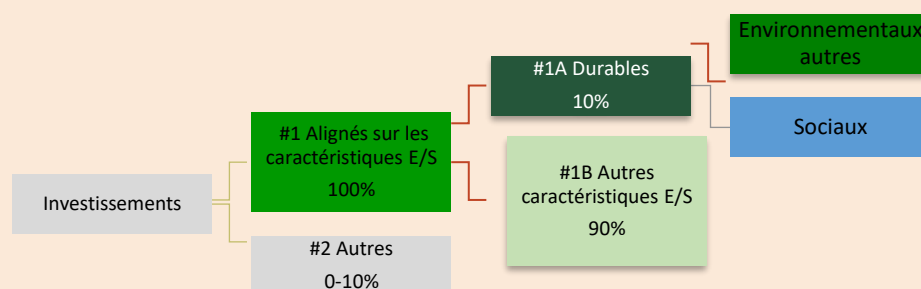 Investissements
#1 Alignés sur les
caractéristiques E/S
100%
#2 Autres
0-10%
#1A Durables
10%
#1B Autres
caractéristiques E/S
90%
Environnementaux
autres
Sociaux